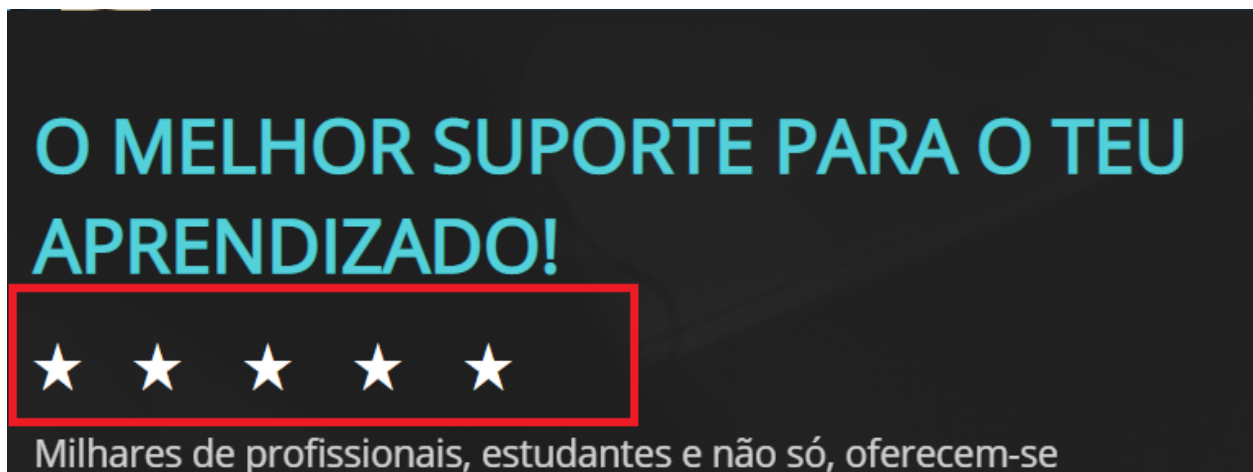 O MELHOR SUPORTE PARA O TEU
APRENDIZADO!
★ ★ ★ ★ ★
Milhares de profissionais, estudantes e não só, oferecem-se